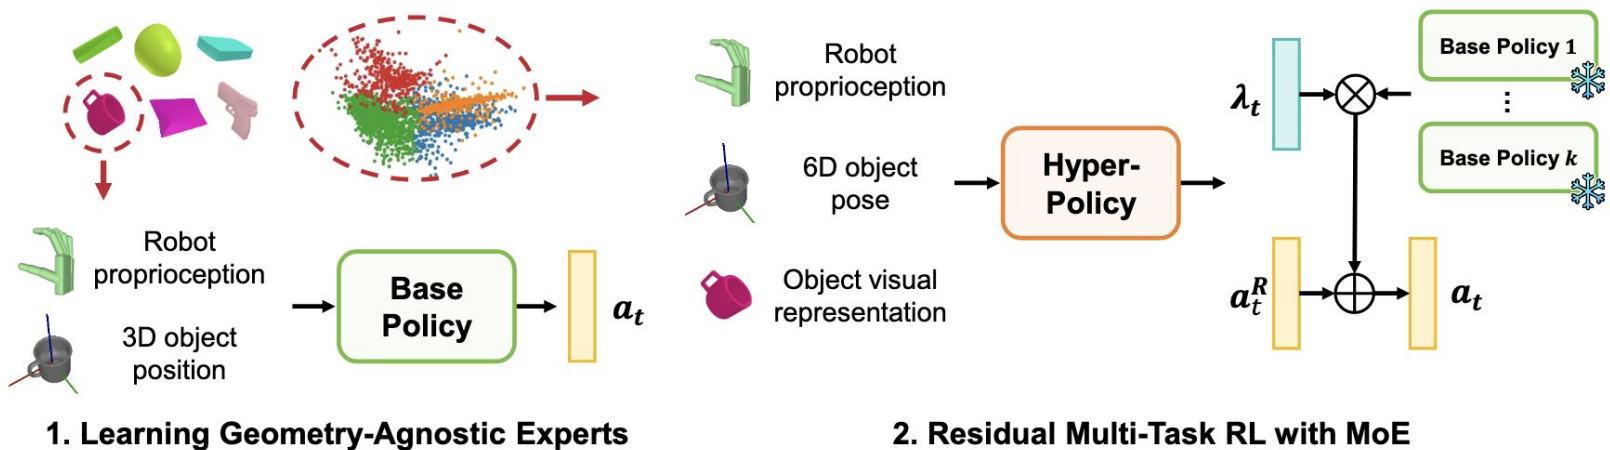 Robot
proprioception
3D object
position
Base
Policy
a_t
1. Learning Geometry-Agnostic Experts
Robot
proprioception
6D object
pose
Object visual
representation
Hyper-
Policy
λ_t
Base Policy 1
⋮
Base Policy k
a_t^R
a_t
2. Residual Multi-Task RL with MoE